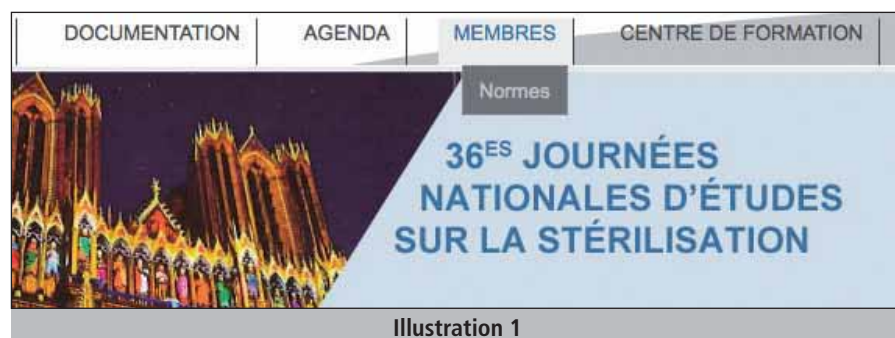 DOCUMENTATION AGENDA MEMBRES CENTRE DE FORMATION
Normes
36ES JOURNÉES
NATIONALES D'ÉTUDES
SUR LA STÉRILISATION
Illustration 1